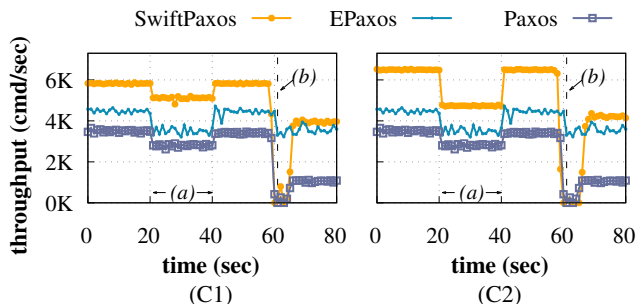 SwiftPaxos EPaxos Paxos
throughput (cmd/sec)
6K
4K
2K
0K
(b)
(a)
0 20 40 60 80
time (sec)
(C1)
(b)
(a)
0 20 40 60 80
time (sec)
(C2)